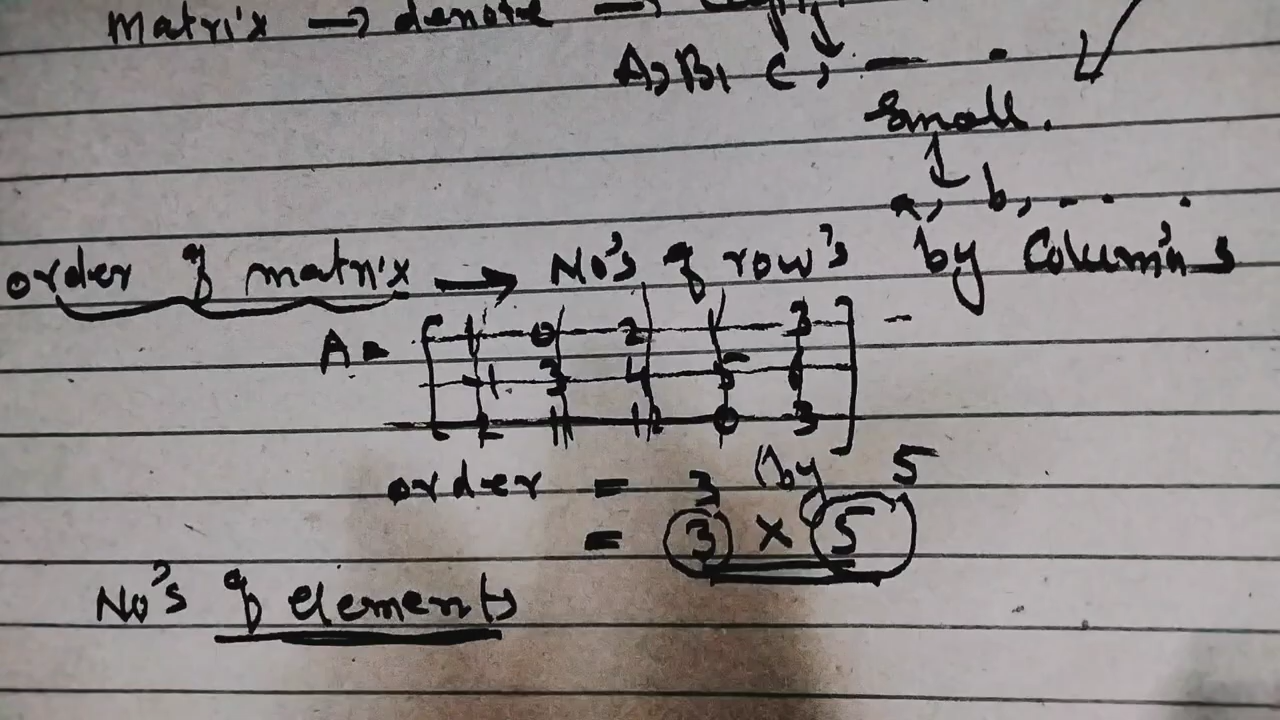 Matrix → denote →
A, B, C, — .
Small.
a, b, - - .
order of matrix → No's of row's by Column's
A = [ 1 0 2 1 3 ] -
-1 3 4 5 6
2 11 12 0 3
order = 3 (by 5
= 3 × 5
No's of elements